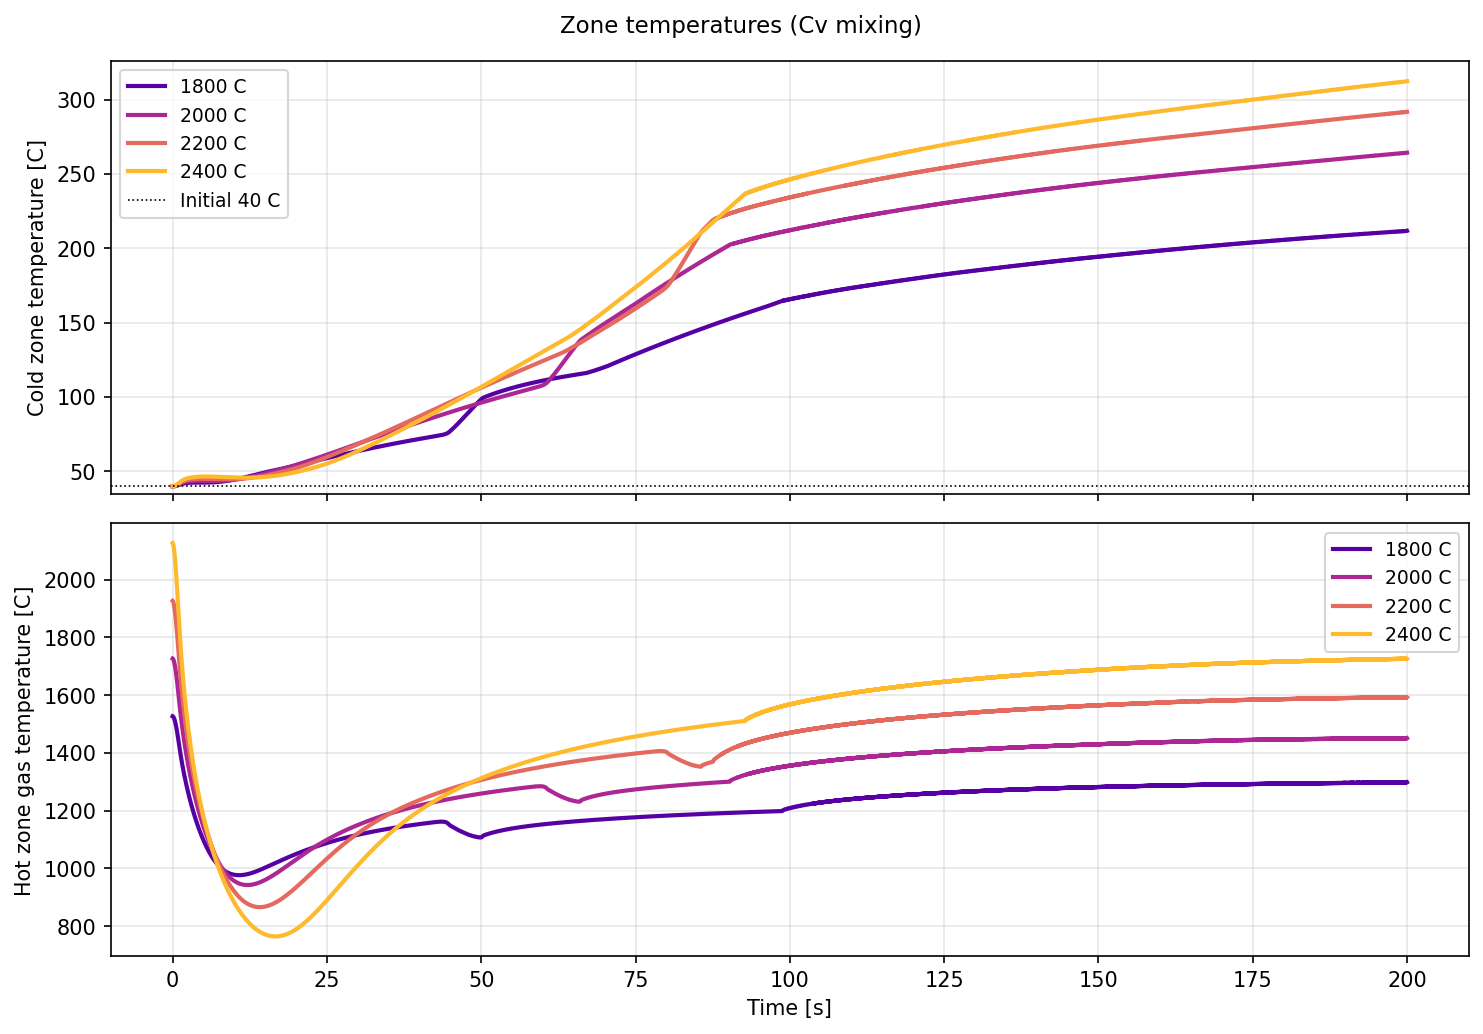 Zone temperatures (Cv mixing)
Cold zone temperature [C]
300
250
200
150
100
50
1800 C
2000 C
2200 C
2400 C
Initial 40 C
Hot zone gas temperature [C]
2000
1800
1600
1400
1200
1000
800
1800 C
2000 C
2200 C
2400 C
0 25 50 75 100 125 150 175 200
Time [s]